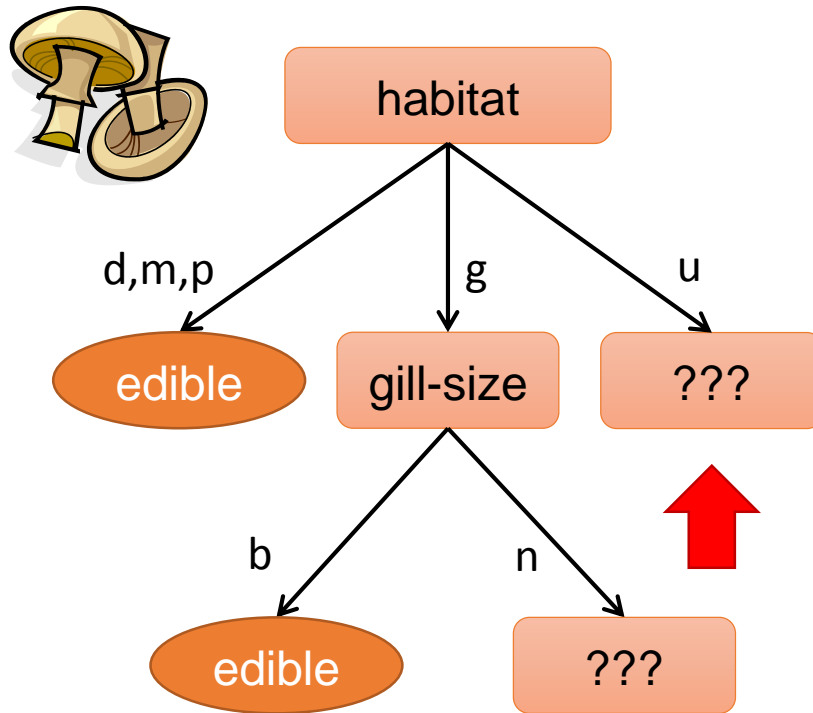 habitat
d,m,p
g
u
edible
gill-size
???
b
n
edible
???